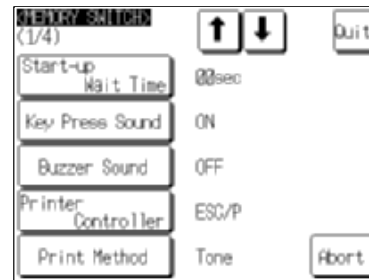 <MEMORY SWITCH>
(1/4)
Quit
Start-up
Wait Time
00sec
Key Press Sound
ON
Buzzer Sound
OFF
Printer
Controller
ESC/P
Print Method
Tone
Abort